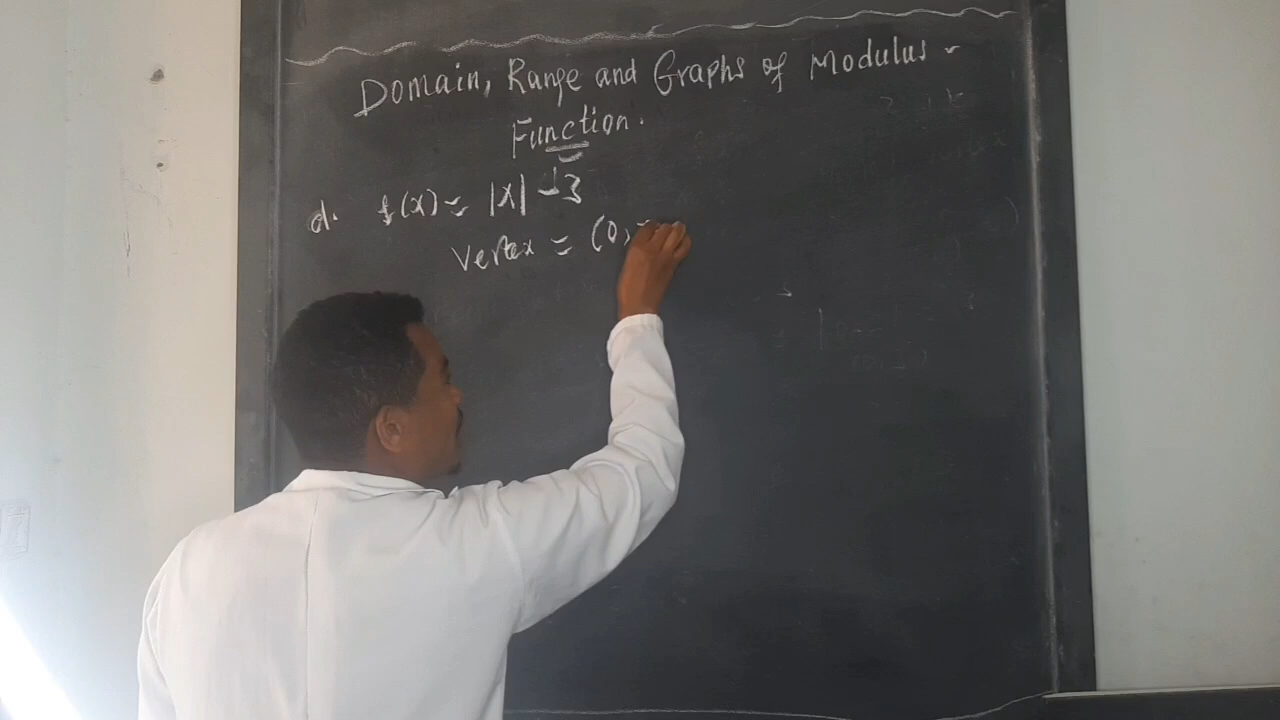 Domain, Range and Graphs of Modulus
Function.
d. f(x) = |x| - 3
Vertex = (0, -